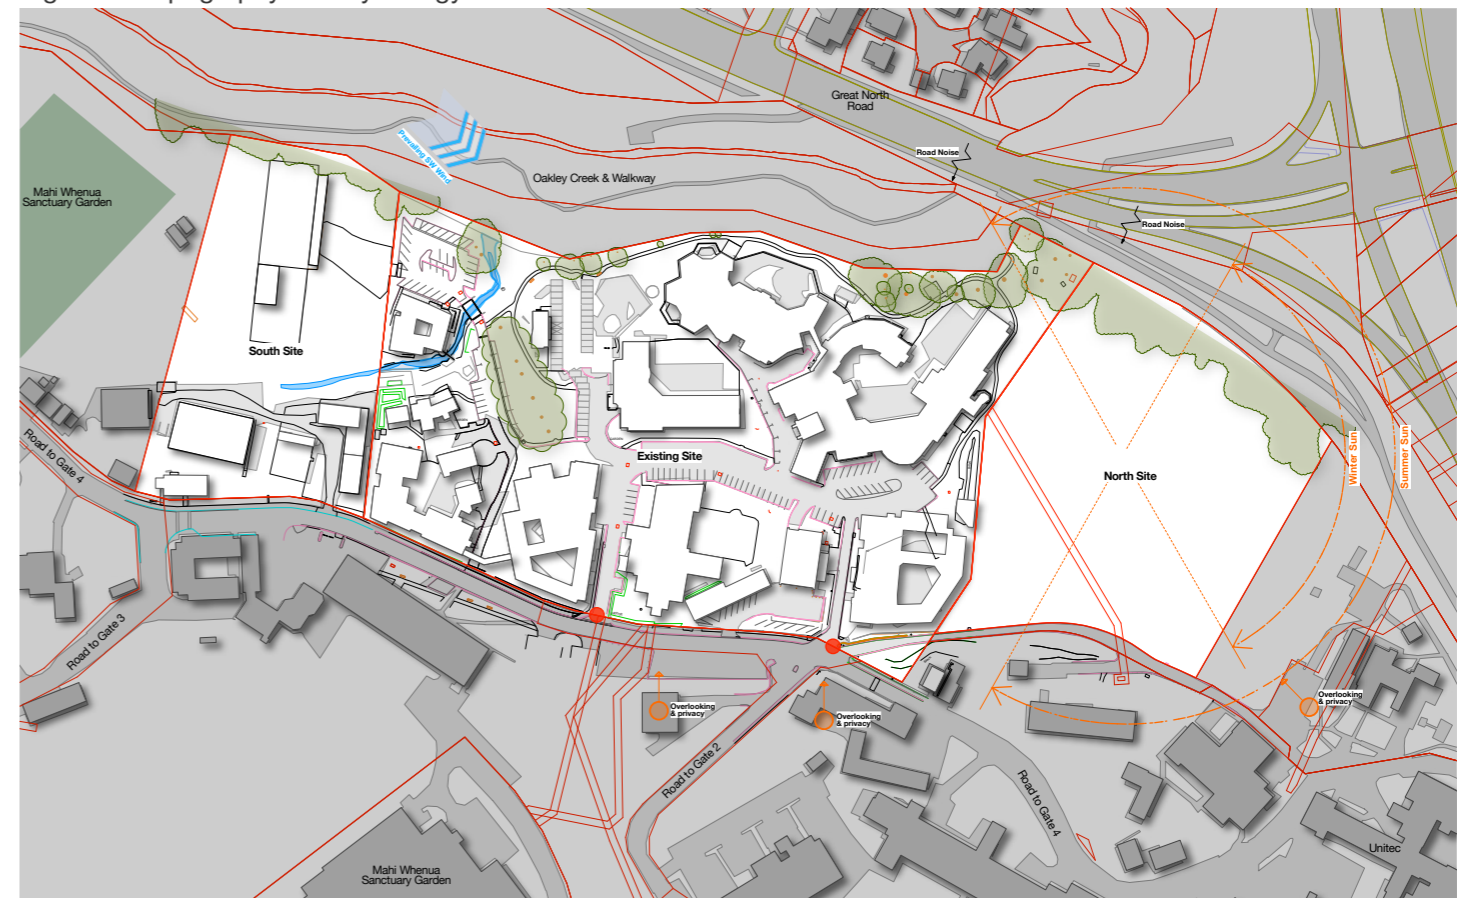 Great North
Road
Road Noise
Prevailing SW Wind
Oakley Creek & Walkway
Mahi Whenua
Sanctuary Garden
Road Noise
South Site
Existing Site
North Site
Winter Sun
Summer Sun
Road to Gate 4
Road to Gate 3
Overlooking
& privacy
Overlooking
& privacy
Overlooking
& privacy
Road to Gate 2
Road to Gate 4
Unitec
Mahi Whenua
Sanctuary Garden